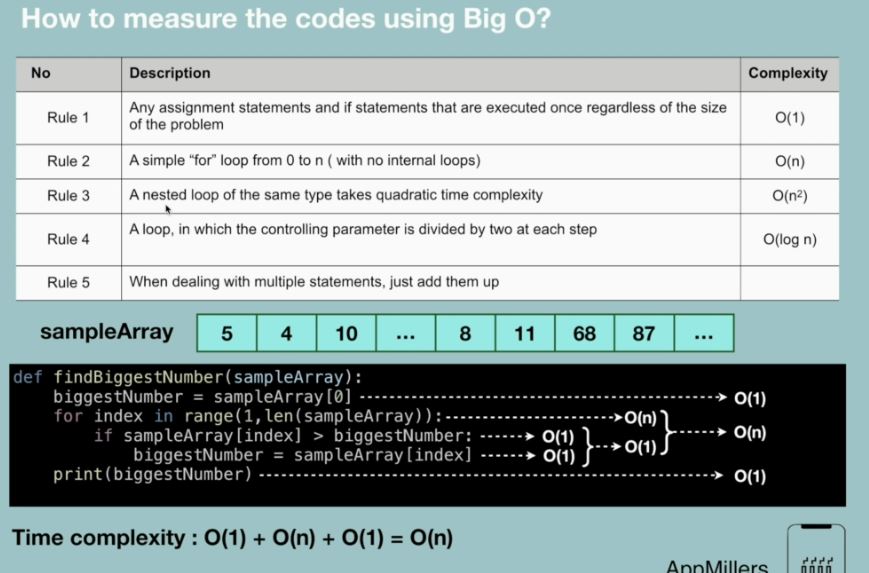 How to measure the codes using Big O?
No Description Complexity
Rule 1 Any assignment statements and if statements that are executed once regardless of the size
of the problem O(1)
Rule 2 A simple “for” loop from 0 to n ( with no internal loops) O(n)
Rule 3 A nested loop of the same type takes quadratic time complexity O(n²)
Rule 4 A loop, in which the controlling parameter is divided by two at each step O(log n)
Rule 5 When dealing with multiple statements, just add them up
sampleArray 5 4 10 ... 8 11 68 87 ...
def findBiggestNumber(sampleArray):
biggestNumber = sampleArray[0] O(1)
for index in range(1,len(sampleArray)): O(n)
if sampleArray[index] > biggestNumber: O(1) O(n)
biggestNumber = sampleArray[index] O(1) O(1)
print(biggestNumber) O(1)
Time complexity : O(1) + O(n) + O(1) = O(n)
AppMillers